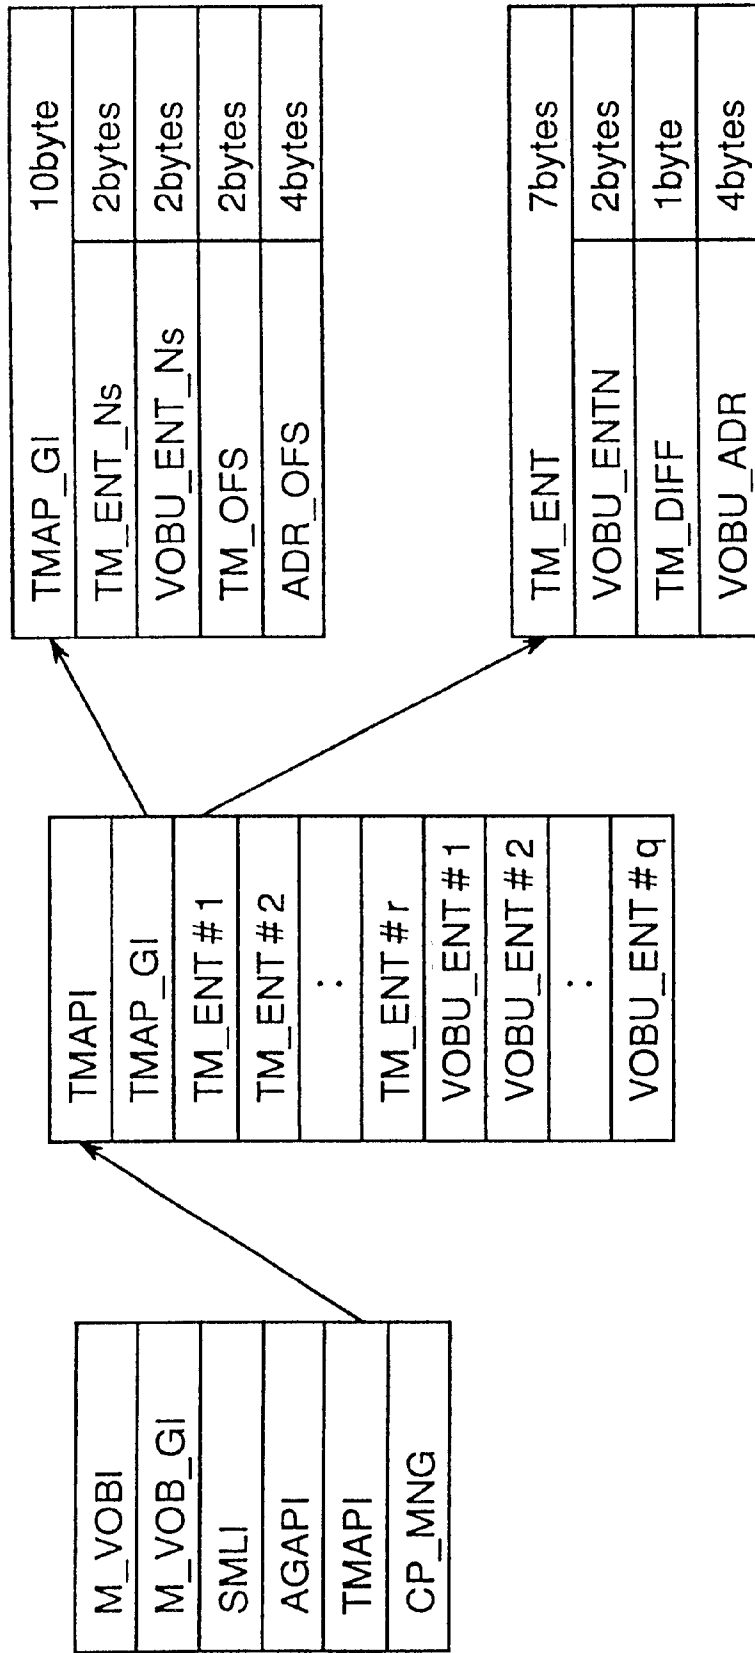 M_VOBI
M_VOB_GI
SMLI
AGAPI
TMAPI
CP_MNG
TMAPI
TMAP_GI
TM_ENT#1
TM_ENT#2
:
TM_ENT#r
VOBU_ENT#1
VOBU_ENT#2
:
VOBU_ENT#q
TMAP_GI 10byte
TM_ENT_Ns 2bytes
VOBU_ENT_Ns 2bytes
TM_OFS 2bytes
ADR_OFS 4bytes
TM_ENT 7bytes
VOBU_ENTN 2bytes
TM_DIFF 1byte
VOBU_ADR 4bytes